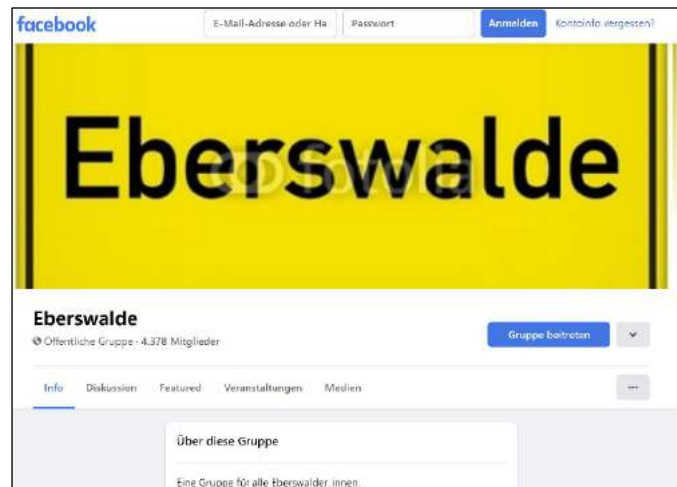 facebook
E-Mail-Adresse oder Ha
Passwort
Anmelden
Kontoinfo vergessen?
Eberswalde
fotolia
Eberswalde
Öffentliche Gruppe · 4.378 Mitglieder
Gruppe beitreten
Info Diskussion Featured Veranstaltungen Medien
Über diese Gruppe
Eine Gruppe für alle Eberswalder innen.